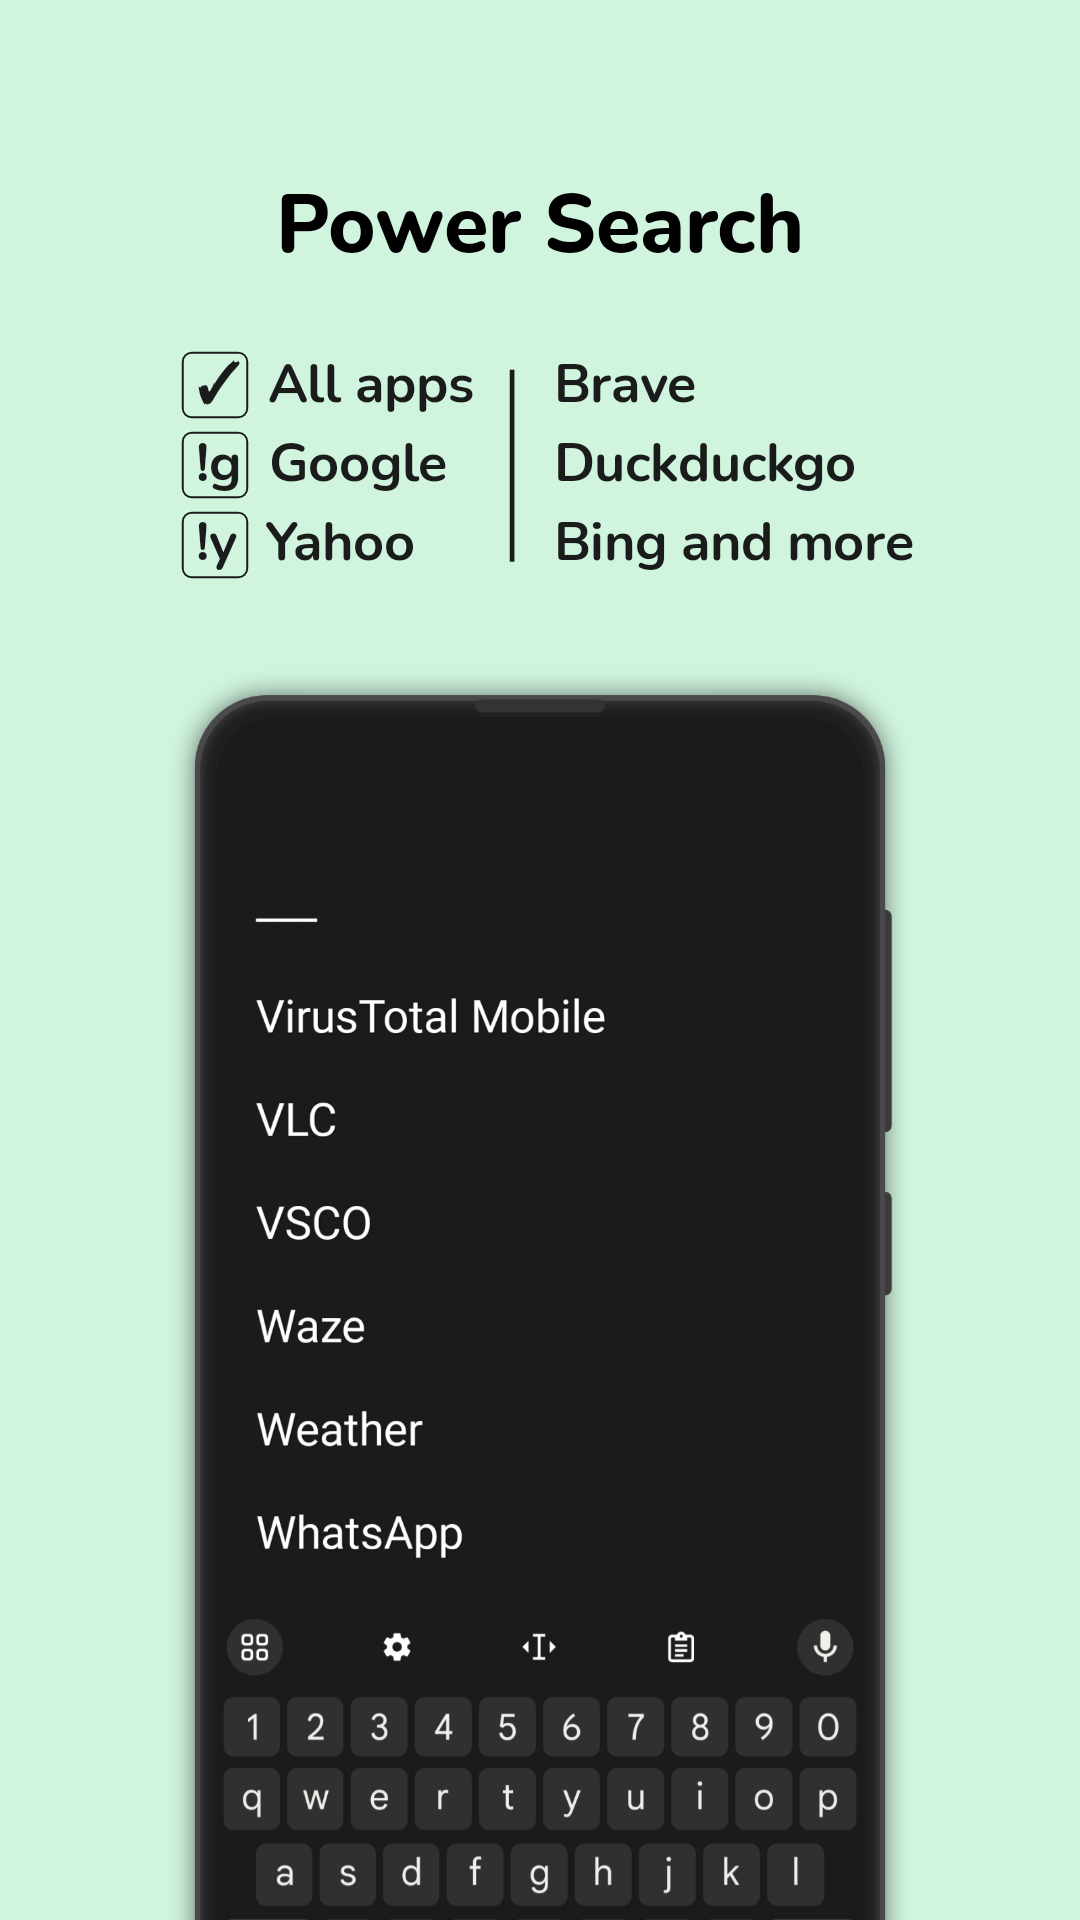 Power Search
✓ All apps
!g Google
!y Yahoo
Brave
Duckduckgo
Bing and more
VirusTotal Mobile
VLC
VSCO
Waze
Weather
WhatsApp
1 2 3 4 5 6 7 8 9 0
q w e r t y u i o p
a s d f g h j k l